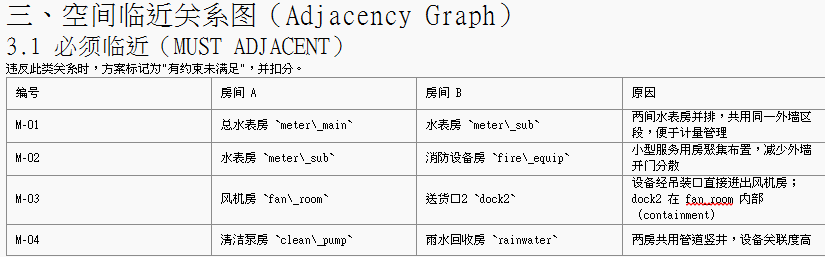 三、空间临近关系图（Adjacency Graph）
3.1 必须临近（MUST ADJACENT）
违反此类关系时，方案标记为"有约束未满足"，并扣分。
编号 房间 A 房间 B 原因
M-01 总水表房 `meter\_main` 水表房 `meter\_sub` 两间水表房并排，共用同一外墙区
段，便于计量管理
M-02 水表房 `meter\_sub` 消防设备房 `fire\_equip` 小型服务用房聚集布置，减少外墙
开门分散
M-03 风机房 `fan\_room` 送货口2 `dock2` 设备经吊装口直接进出风机房；
dock2 在 fan_room 内部
（containment）
M-04 清洁泵房 `clean\_pump` 雨水回收房 `rainwater` 两房共用管道竖井，设备关联度高